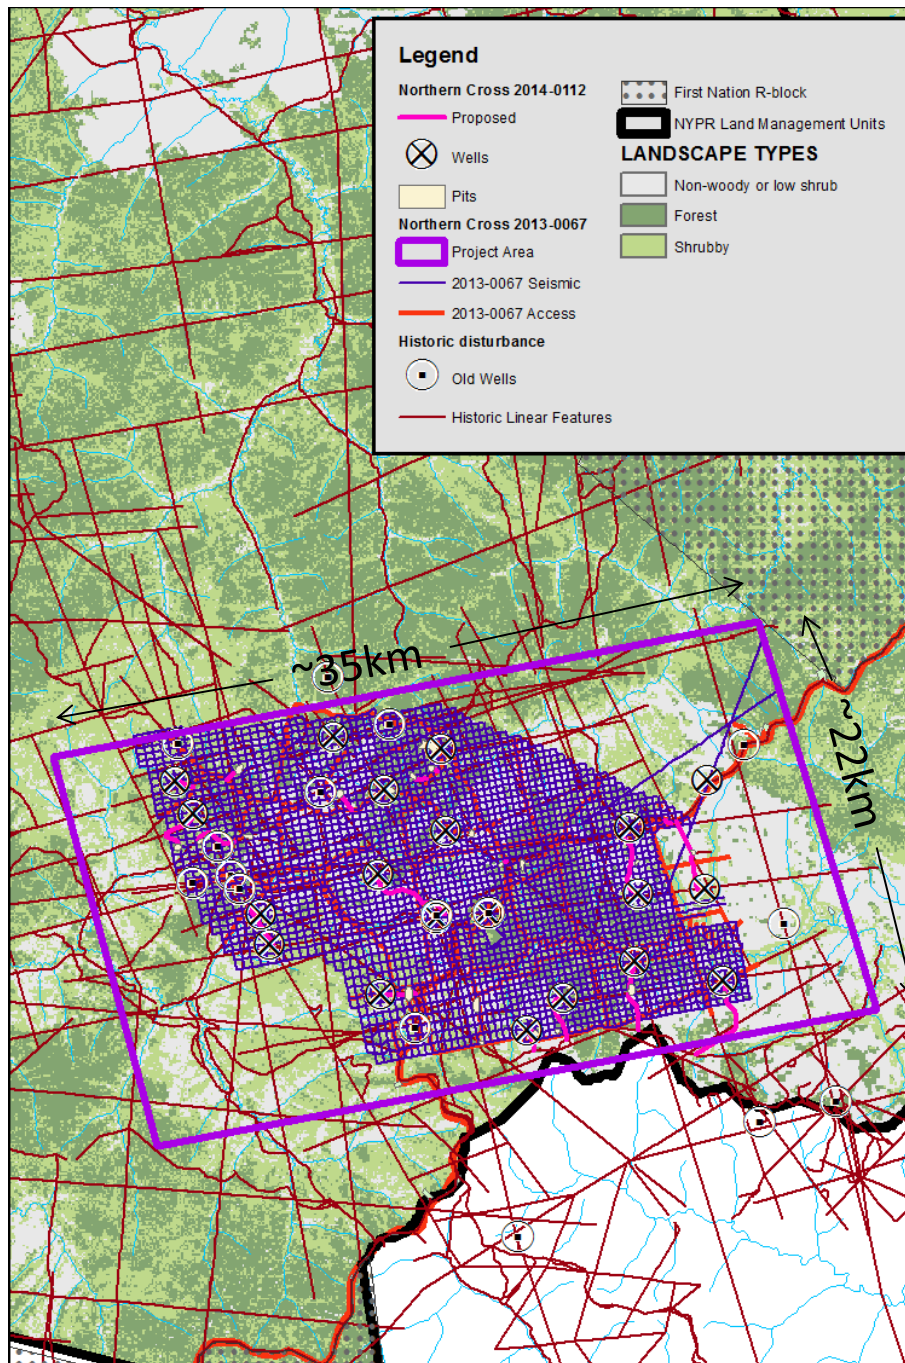 Legend
Northern Cross 2014-0112
Proposed
Wells
Pits
Northern Cross 2013-0067
Project Area
2013-0067 Seismic
2013-0067 Access
Historic disturbance
Old Wells
Historic Linear Features
First Nation R-block
NYPR Land Management Units
LANDSCAPE TYPES
Non-woody or low shrub
Forest
Shrubby
~35km
~22km